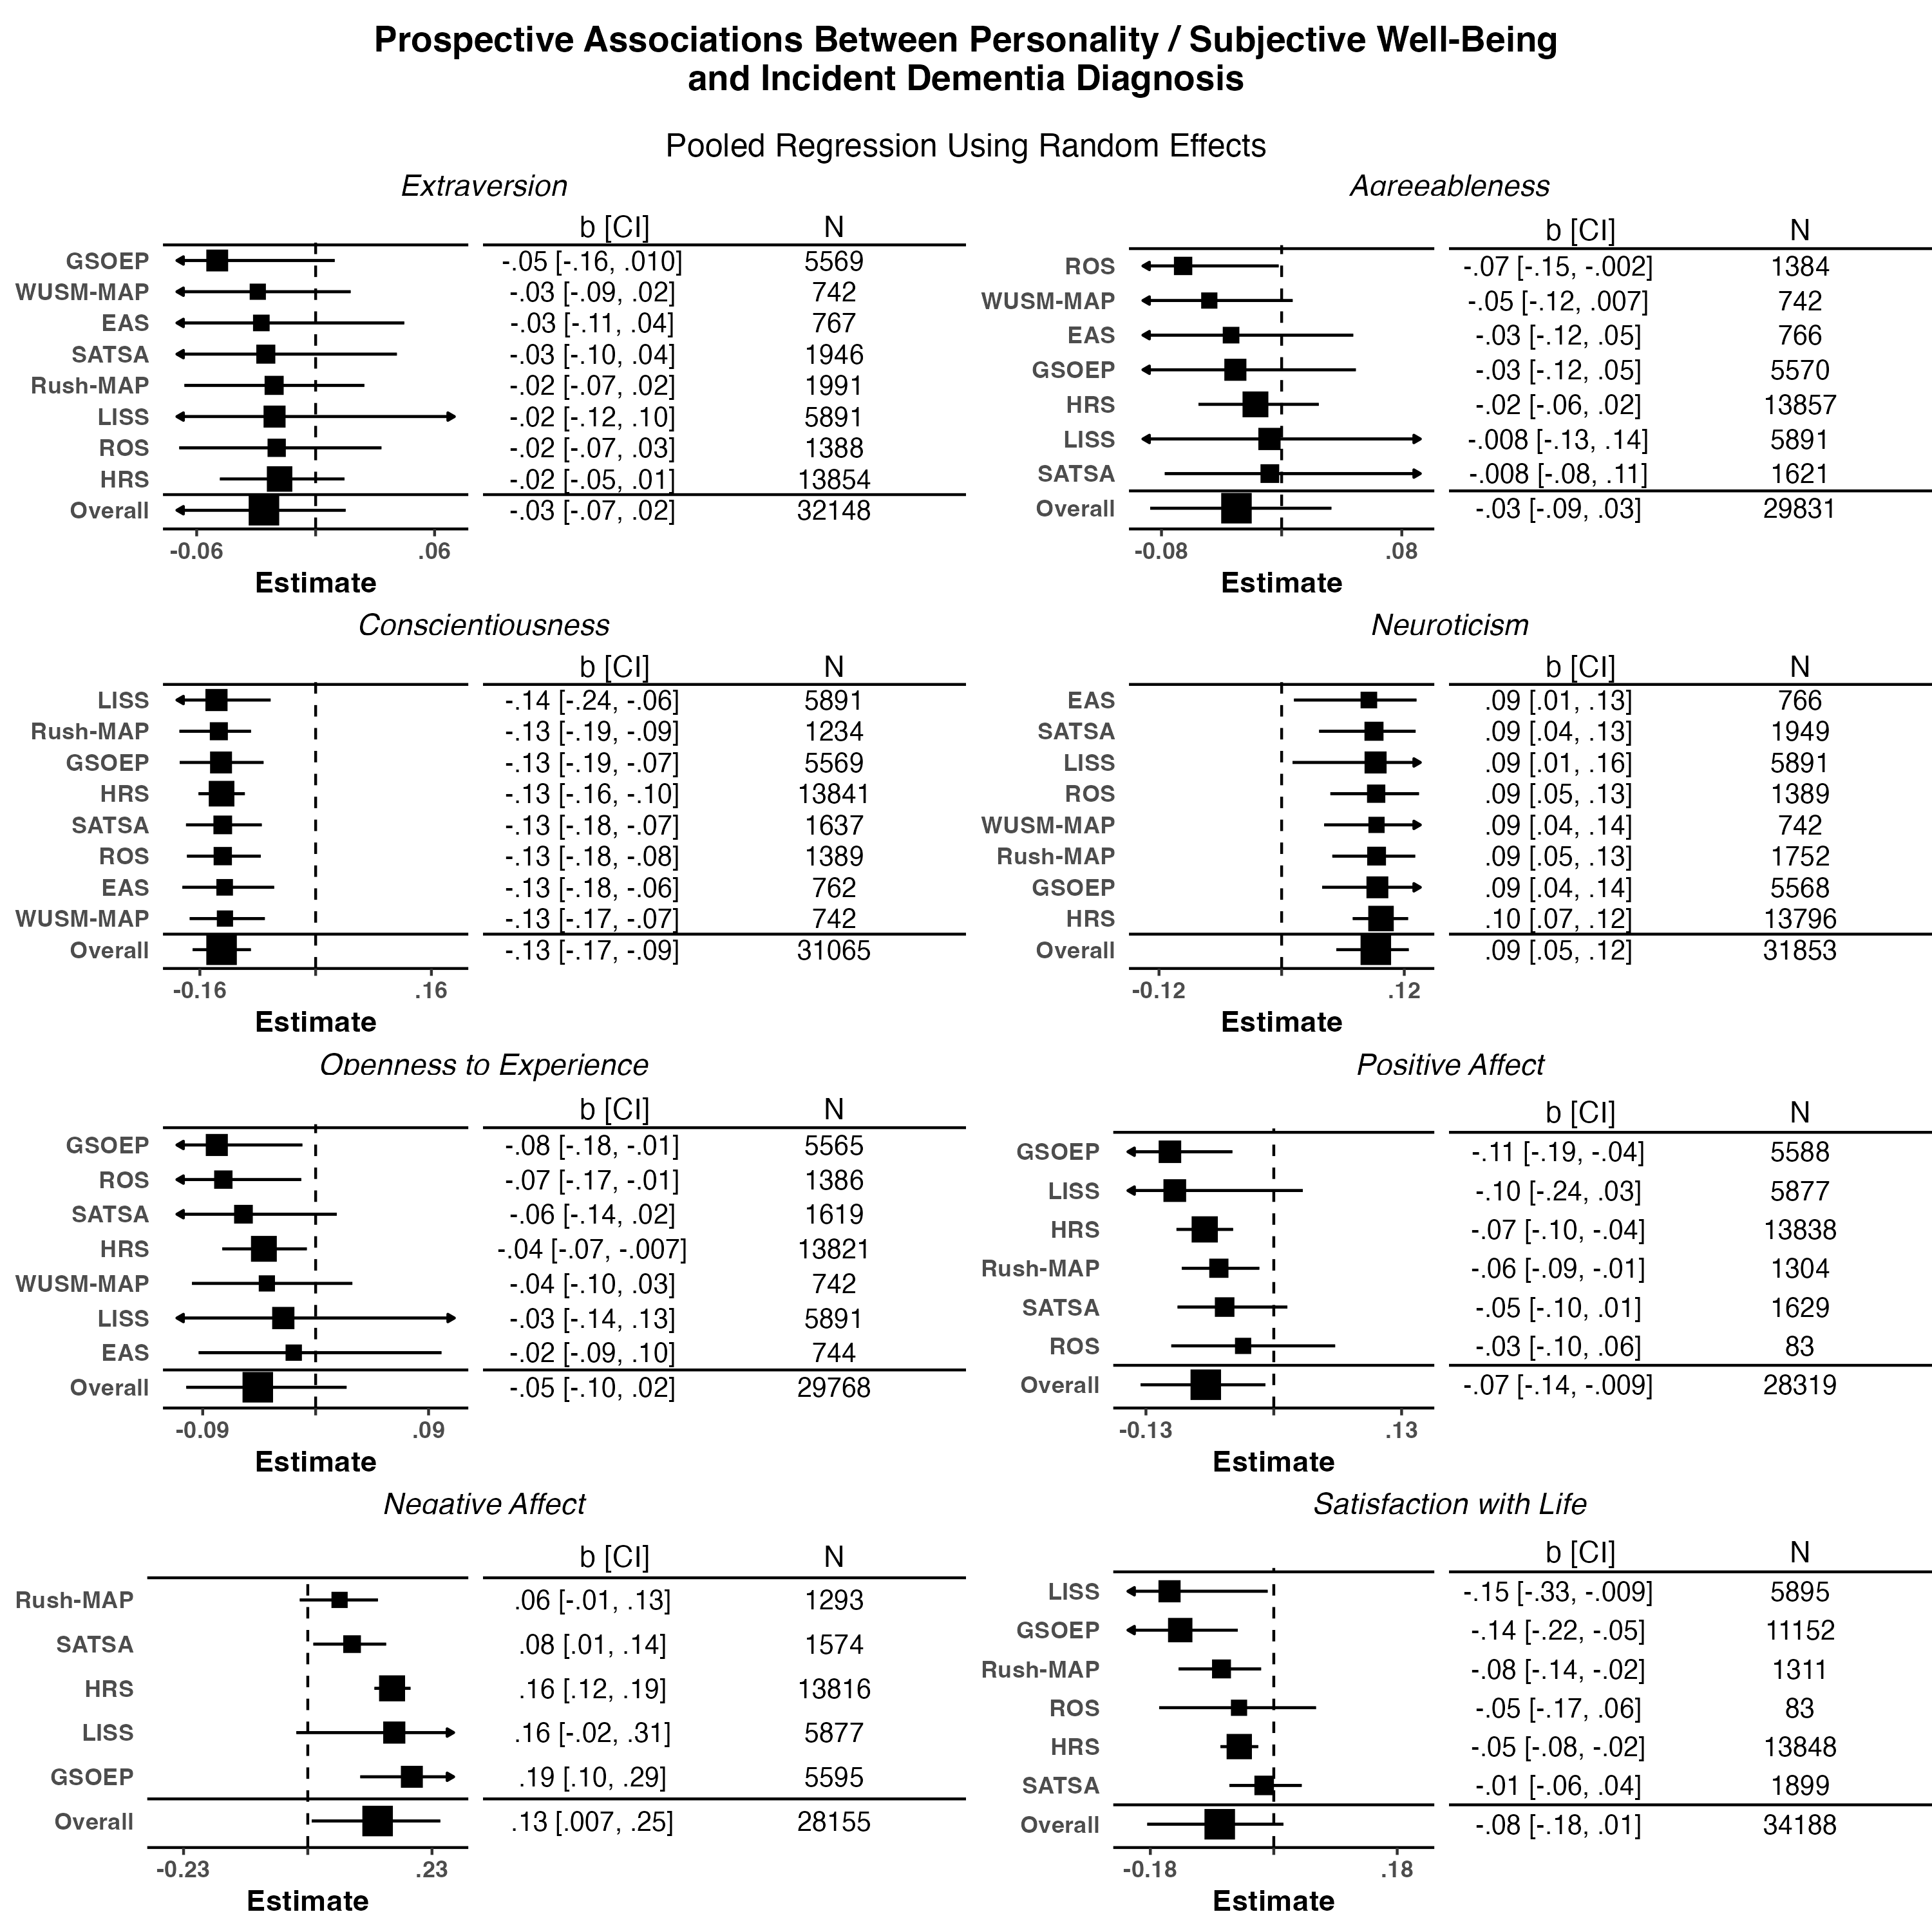 Prospective Associations Between Personality / Subjective Well-Being
and Incident Dementia Diagnosis
Pooled Regression Using Random Effects
Extraversion
b [CI] N
GSOEP -.05 [-.16, .010] 5569
WUSM-MAP -.03 [-.09, .02] 742
EAS -.03 [-.11, .04] 767
SATSA -.03 [-.10, .04] 1946
Rush-MAP -.02 [-.07, .02] 1991
LISS -.02 [-.12, .10] 5891
ROS -.02 [-.07, .03] 1388
HRS -.02 [-.05, .01] 13854
Overall -.03 [-.07, .02] 32148
-0.06 .06
Estimate
Agreeableness
b [CI] N
ROS -.07 [-.15, -.002] 1384
WUSM-MAP -.05 [-.12, .007] 742
EAS -.03 [-.12, .05] 766
GSOEP -.03 [-.12, .05] 5570
HRS -.02 [-.06, .02] 13857
LISS -.008 [-.13, .14] 5891
SATSA -.008 [-.08, .11] 1621
Overall -.03 [-.09, .03] 29831
-0.08 .08
Estimate
Conscientiousness
b [CI] N
LISS -.14 [-.24, -.06] 5891
Rush-MAP -.13 [-.19, -.09] 1234
GSOEP -.13 [-.19, -.07] 5569
HRS -.13 [-.16, -.10] 13841
SATSA -.13 [-.18, -.07] 1637
ROS -.13 [-.18, -.08] 1389
EAS -.13 [-.18, -.06] 762
WUSM-MAP -.13 [-.17, -.07] 742
Overall -.13 [-.17, -.09] 31065
-0.16 .16
Estimate
Neuroticism
b [CI] N
EAS .09 [.01, .13] 766
SATSA .09 [.04, .13] 1949
LISS .09 [.01, .16] 5891
ROS .09 [.05, .13] 1389
WUSM-MAP .09 [.04, .14] 742
Rush-MAP .09 [.05, .13] 1752
GSOEP .09 [.04, .14] 5568
HRS .10 [.07, .12] 13796
Overall .09 [.05, .12] 31853
-0.12 .12
Estimate
Openness to Experience
b [CI] N
GSOEP -.08 [-.18, -.01] 5565
ROS -.07 [-.17, -.01] 1386
SATSA -.06 [-.14, .02] 1619
HRS -.04 [-.07, -.007] 13821
WUSM-MAP -.04 [-.10, .03] 742
LISS -.03 [-.14, .13] 5891
EAS -.02 [-.09, .10] 744
Overall -.05 [-.10, .02] 29768
-0.09 .09
Estimate
Positive Affect
b [CI] N
GSOEP -.11 [-.19, -.04] 5588
LISS -.10 [-.24, .03] 5877
HRS -.07 [-.10, -.04] 13838
Rush-MAP -.06 [-.09, -.01] 1304
SATSA -.05 [-.10, .01] 1629
ROS -.03 [-.10, .06] 83
Overall -.07 [-.14, -.009] 28319
-0.13 .13
Estimate
Negative Affect
b [CI] N
Rush-MAP .06 [-.01, .13] 1293
SATSA .08 [.01, .14] 1574
HRS .16 [.12, .19] 13816
LISS .16 [-.02, .31] 5877
GSOEP .19 [.10, .29] 5595
Overall .13 [.007, .25] 28155
-0.23 .23
Estimate
Satisfaction with Life
b [CI] N
LISS -.15 [-.33, -.009] 5895
GSOEP -.14 [-.22, -.05] 11152
Rush-MAP -.08 [-.14, -.02] 1311
ROS -.05 [-.17, .06] 83
HRS -.05 [-.08, -.02] 13848
SATSA -.01 [-.06, .04] 1899
Overall -.08 [-.18, .01] 34188
-0.18 .18
Estimate